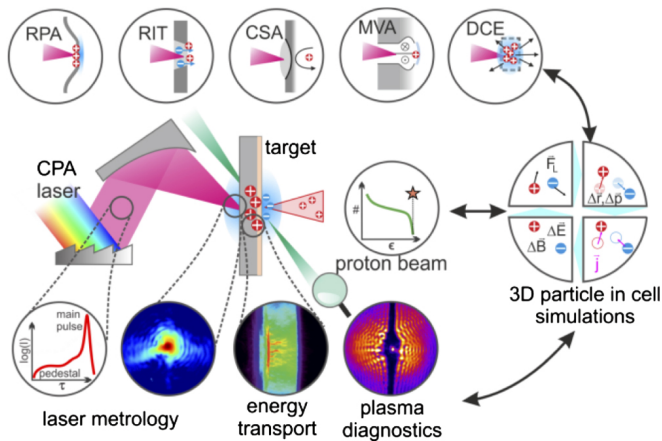 RPA
RIT
CSA
MVA
DCE
target
CPA
laser
F_L
Δr,Δp
ΔB ΔE
j
#
ϵ
proton beam
3D particle in cell
simulations
main
pulse
log(I)
pedestal
τ
laser metrology
energy
transport
plasma
diagnostics